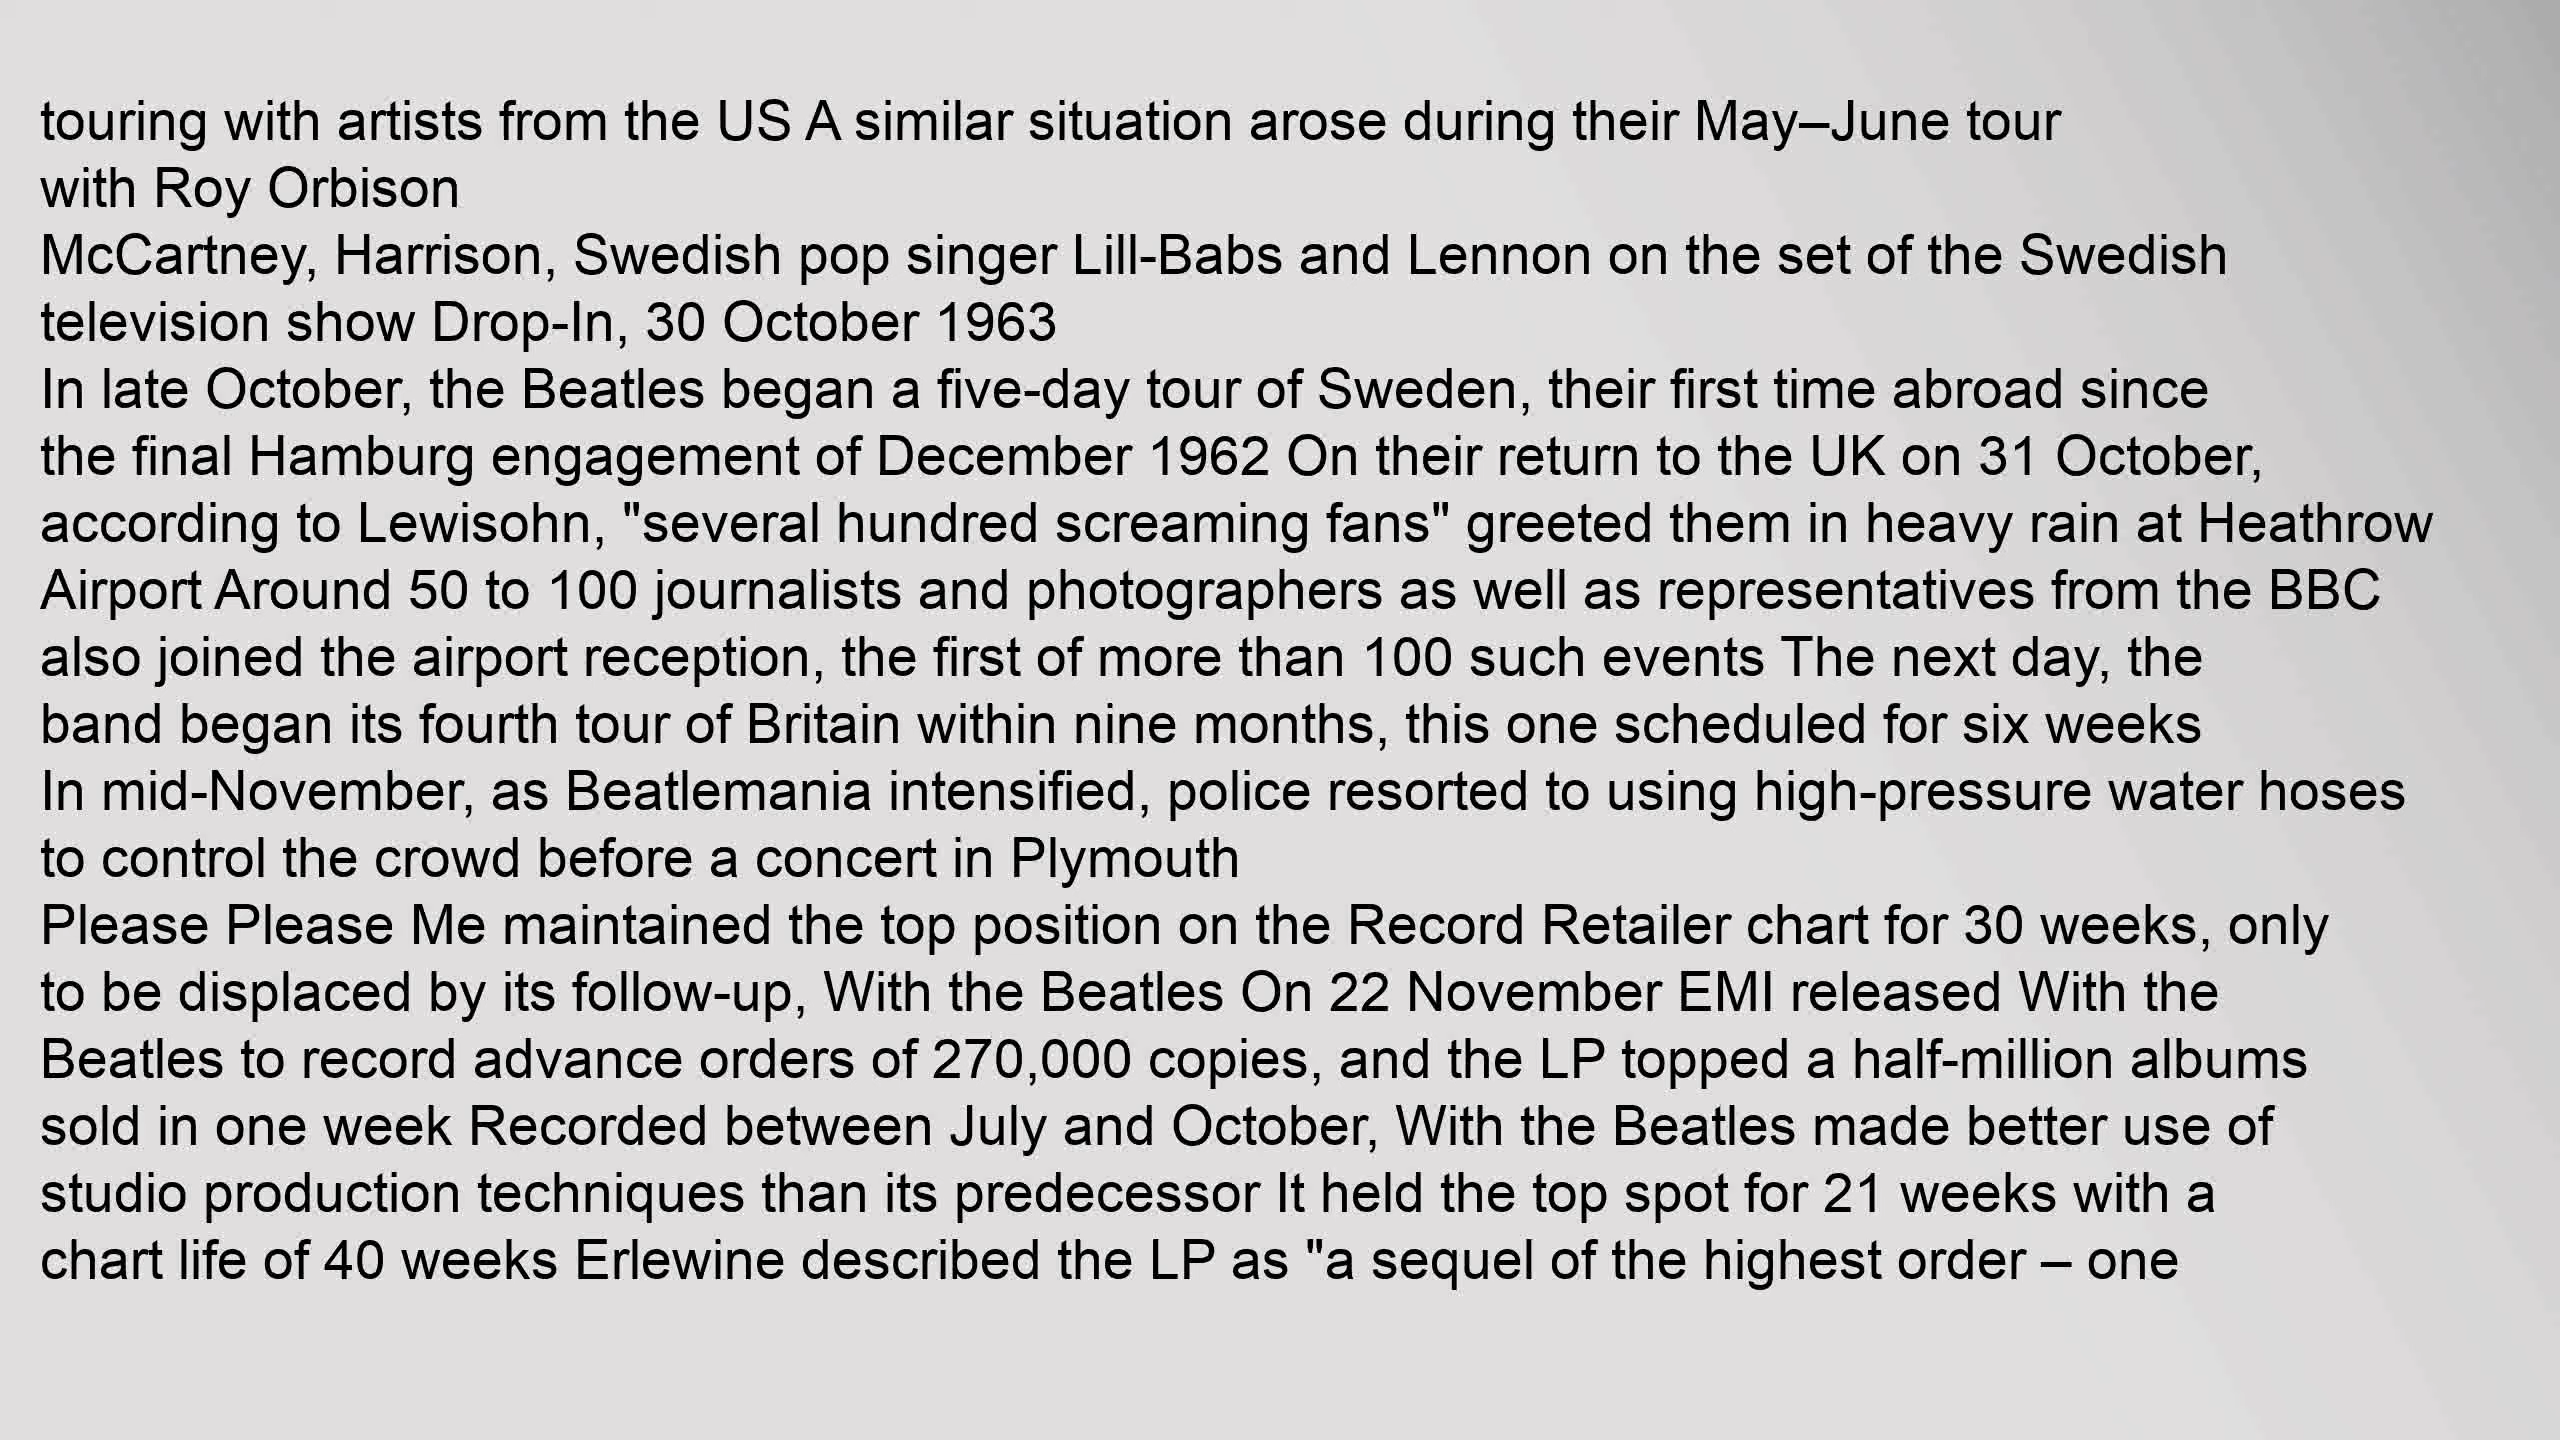 touring with artists from the US A similar situation arose during their May–June tour
with Roy Orbison
McCartney, Harrison, Swedish pop singer Lill-Babs and Lennon on the set of the Swedish
television show Drop-In, 30 October 1963
In late October, the Beatles began a five-day tour of Sweden, their first time abroad since
the final Hamburg engagement of December 1962 On their return to the UK on 31 October,
according to Lewisohn, "several hundred screaming fans" greeted them in heavy rain at Heathrow
Airport Around 50 to 100 journalists and photographers as well as representatives from the BBC
also joined the airport reception, the first of more than 100 such events The next day, the
band began its fourth tour of Britain within nine months, this one scheduled for six weeks
In mid-November, as Beatlemania intensified, police resorted to using high-pressure water hoses
to control the crowd before a concert in Plymouth
Please Please Me maintained the top position on the Record Retailer chart for 30 weeks, only
to be displaced by its follow-up, With the Beatles On 22 November EMI released With the
Beatles to record advance orders of 270,000 copies, and the LP topped a half-million albums
sold in one week Recorded between July and October, With the Beatles made better use of
studio production techniques than its predecessor It held the top spot for 21 weeks with a
chart life of 40 weeks Erlewine described the LP as "a sequel of the highest order – one